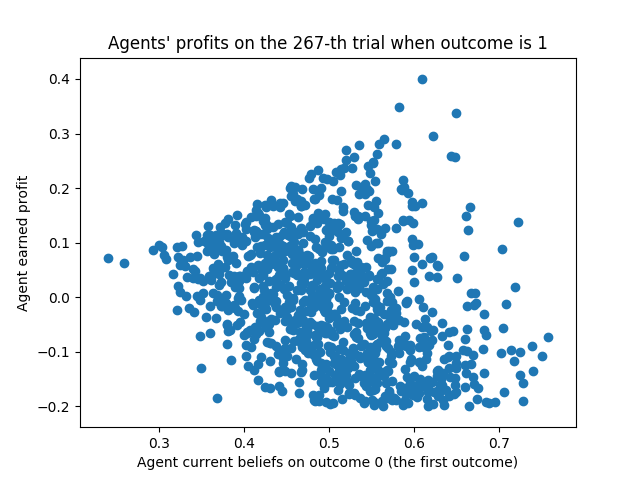 Agents' profits on the 267-th trial when outcome is 1
Agent earned profit
0.4
0.3
0.2
0.1
0.0
−0.1
−0.2
0.3 0.4 0.5 0.6 0.7
Agent current beliefs on outcome 0 (the first outcome)